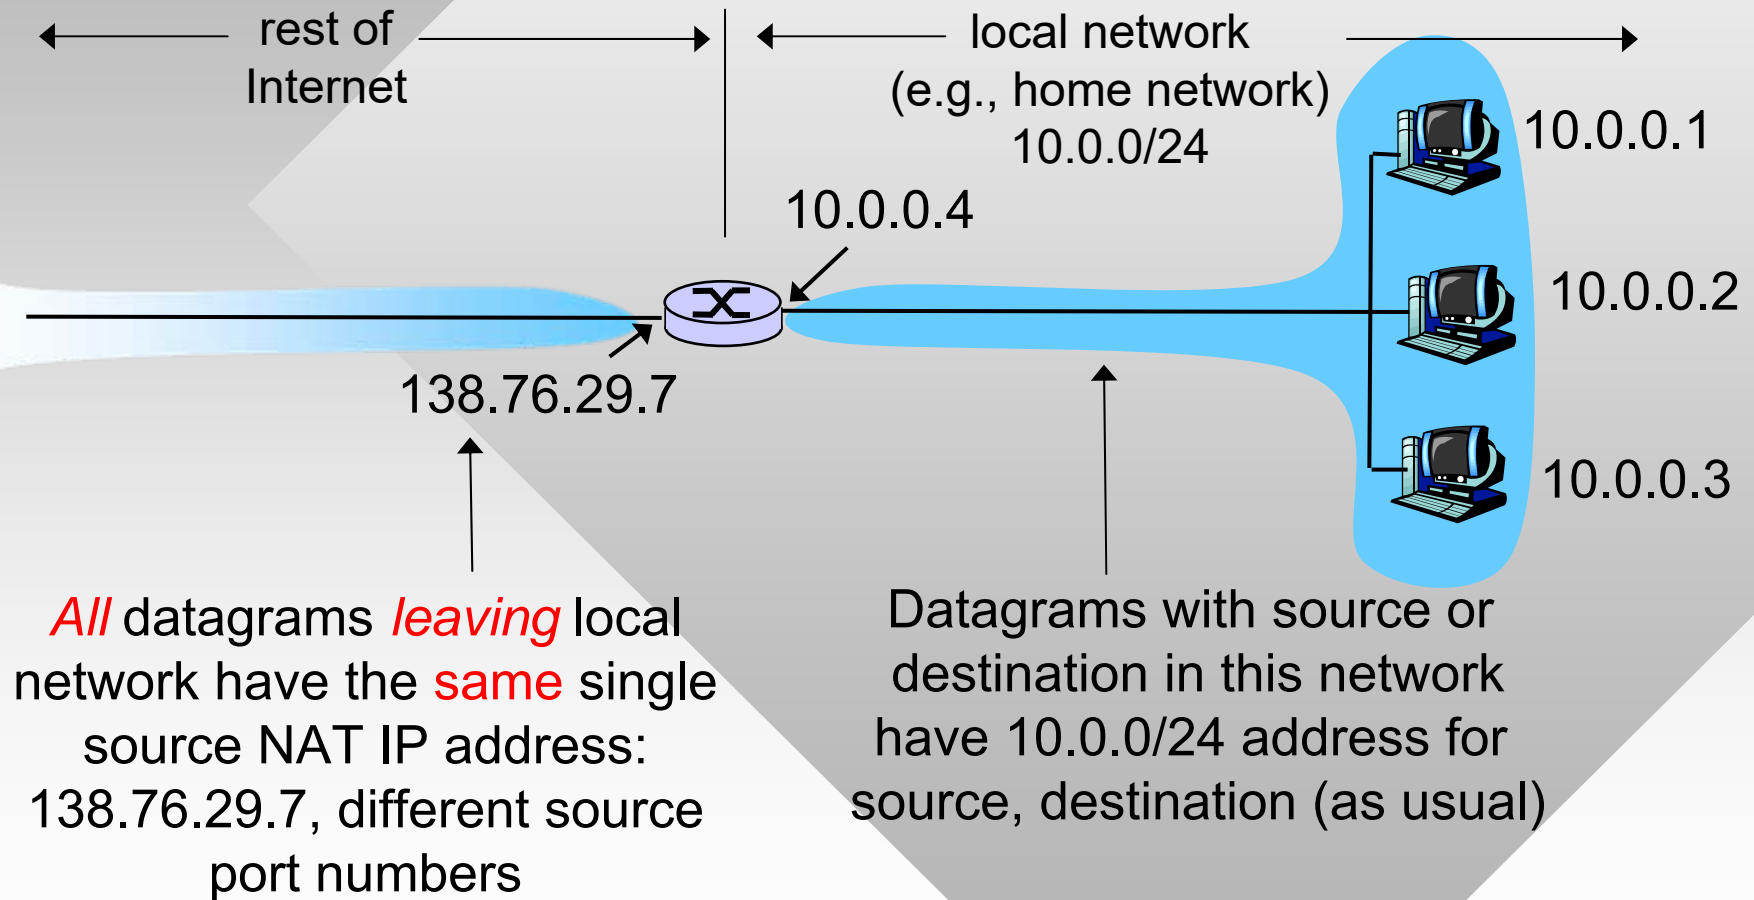 rest of
Internet
local network
(e.g., home network)
10.0.0/24
10.0.0.1
10.0.0.4
10.0.0.2
138.76.29.7
10.0.0.3
All datagrams leaving local
network have the same single
source NAT IP address:
138.76.29.7, different source
port numbers
Datagrams with source or
destination in this network
have 10.0.0/24 address for
source, destination (as usual)